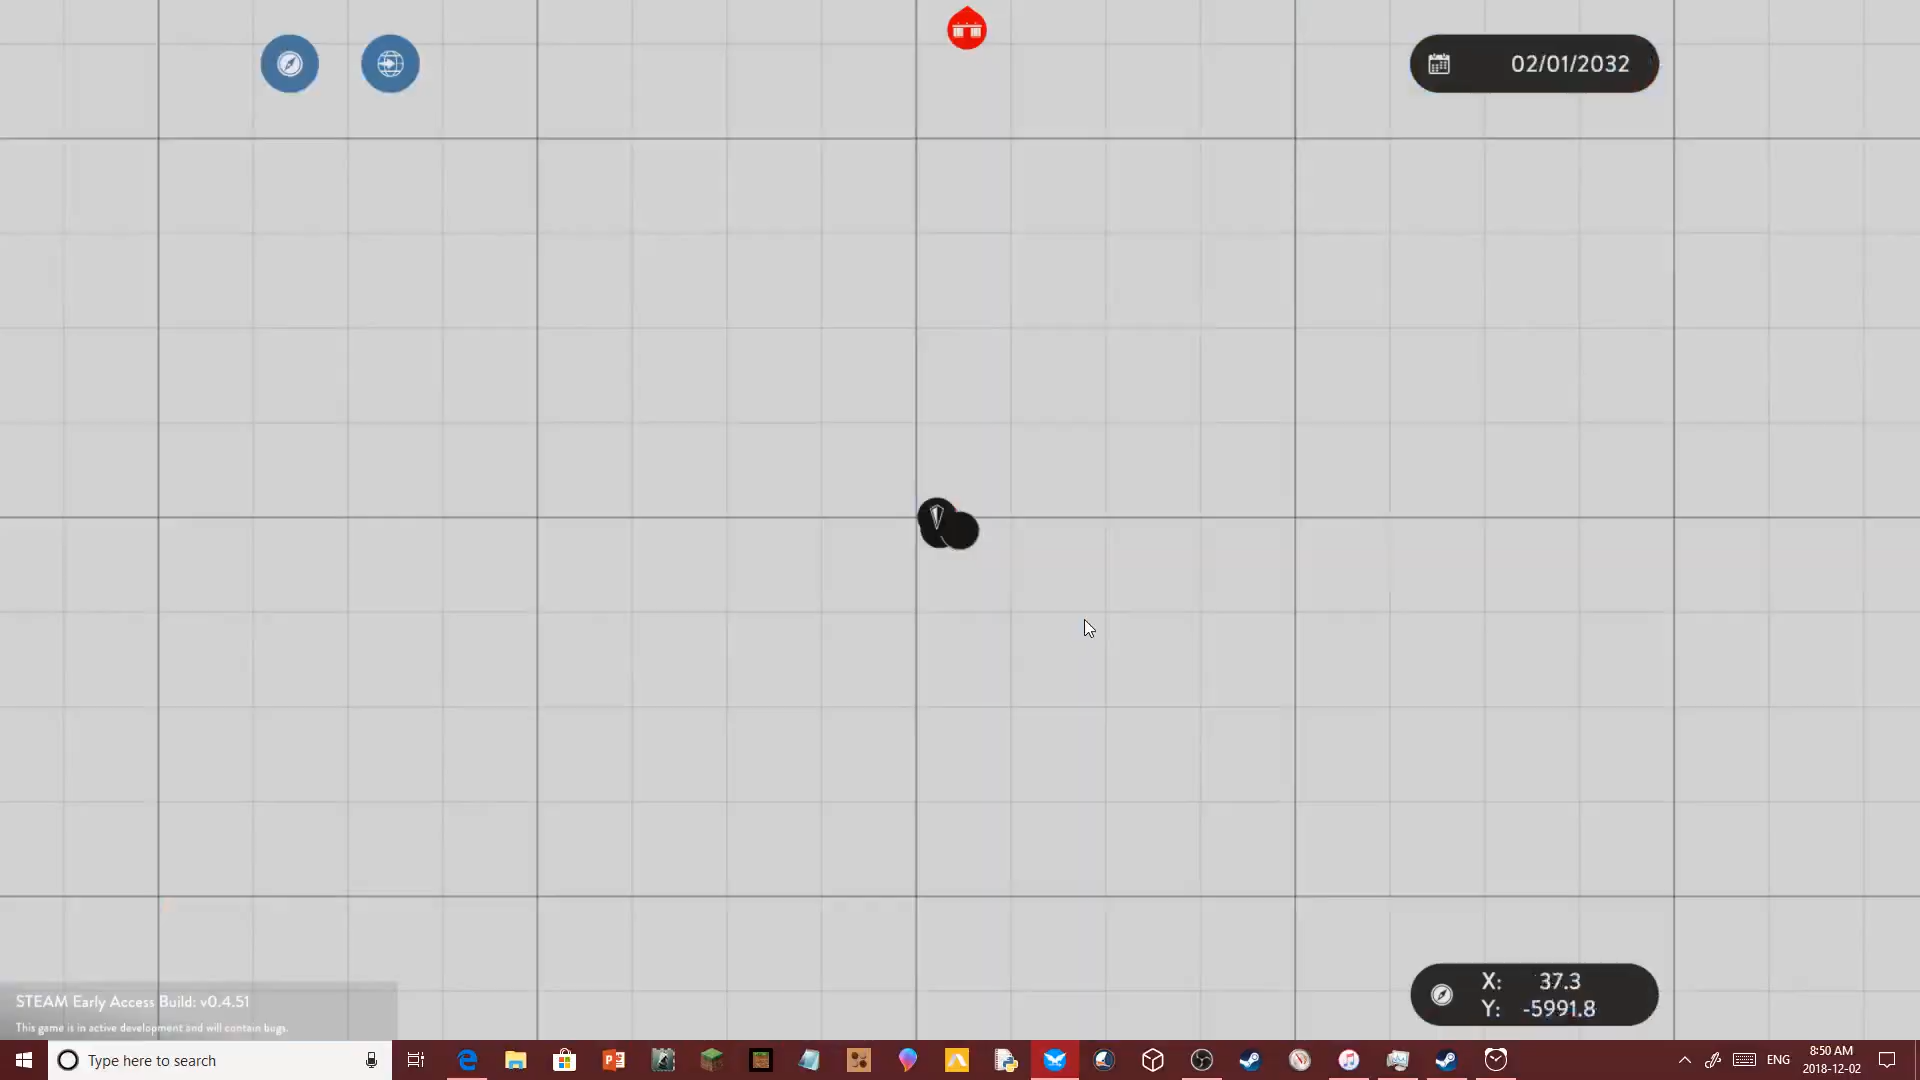 02/01/2032
X: 37.3
Y: -5991.8
STEAM Early Access Build: v0.4.51
This game is in active development and will contain bugs.
Type here to search
ENG
8:50 AM
2018-12-02